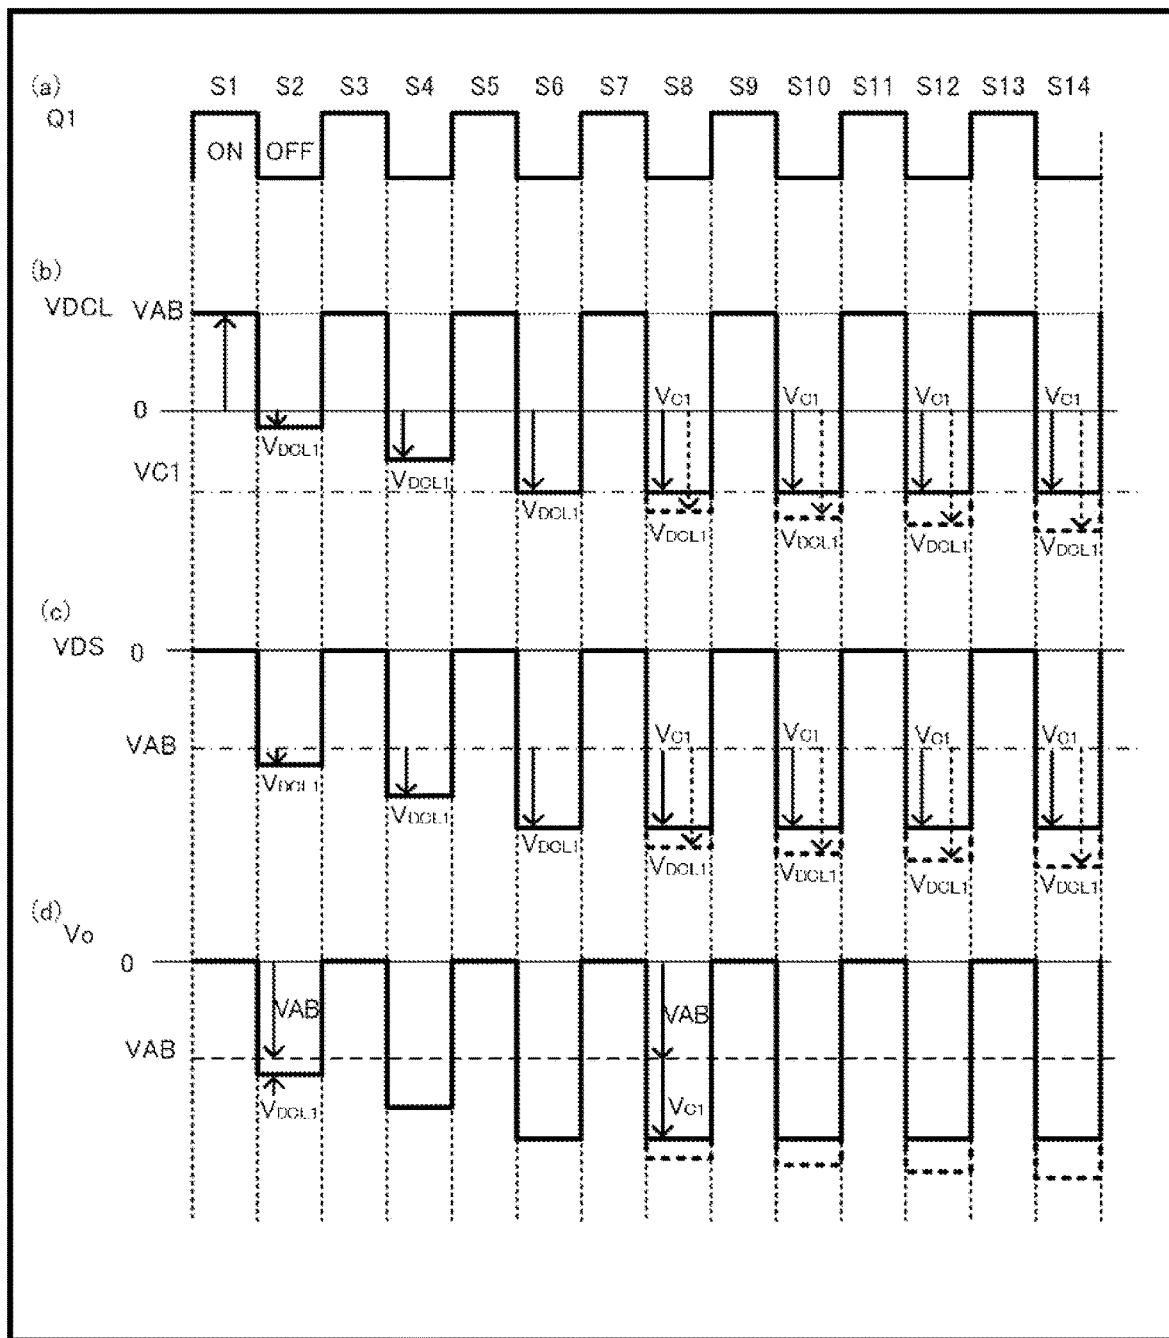 (a) S1 S2 S3 S4 S5 S6 S7 S8 S9 S10 S11 S12 S13 S14
Q1
ON OFF
(b)
VDCL VAB
VC1 VC1 VC1 VC1
0
VDCL1
VC1 VDCL1
VDCL1 VDCL1 VDCL1 VDCL1 VDCL1
(c)
VDS 0
VAB VC1 VC1 VC1 VC1
VDCL1
VDCL1
VDCL1 VDCL1 VDCL1 VDCL1 VDCL1
(d)
Vo
0
VAB VAB
VAB
VDCL1 VC1